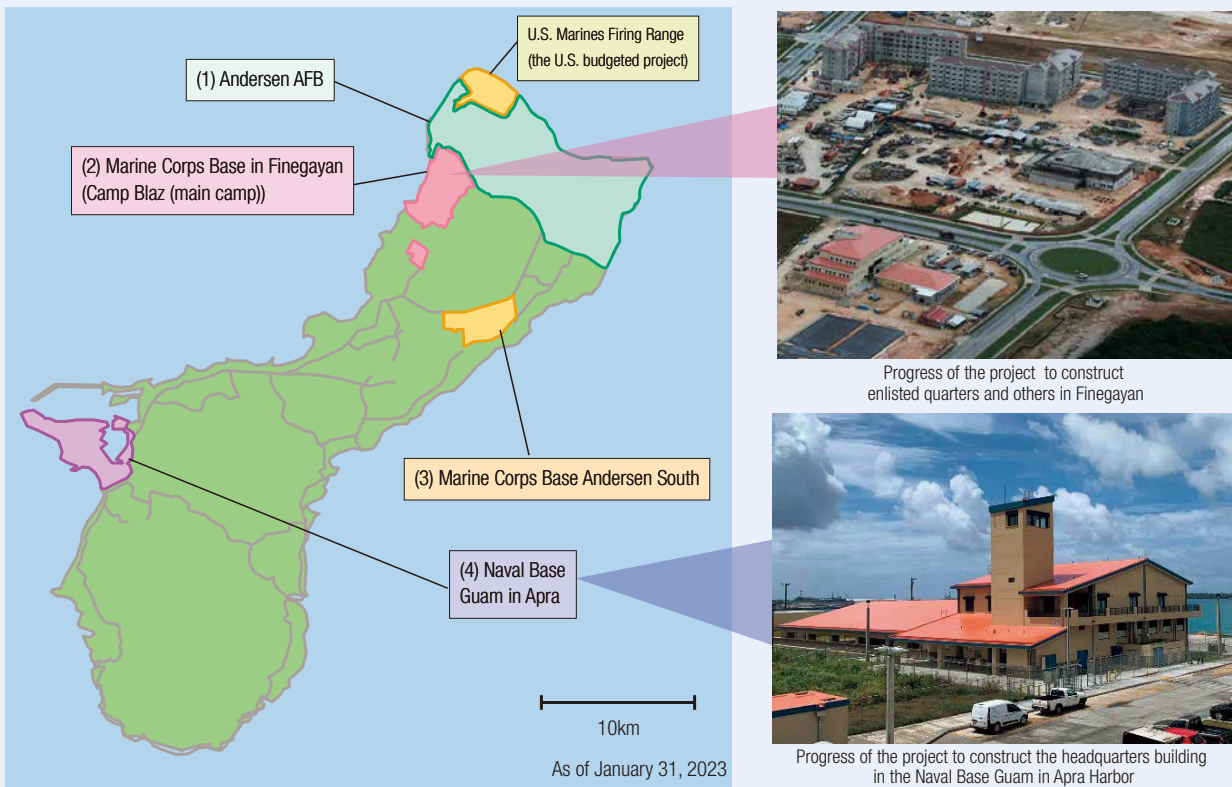 U.S. Marines Firing Range
(the U.S. budgeted project)
(1) Andersen AFB
(2) Marine Corps Base in Finegayan
(Camp Blaz (main camp))
(3) Marine Corps Base Andersen South
(4) Naval Base
Guam in Apra
10km
As of January 31, 2023
Progress of the project to construct
enlisted quarters and others in Finegayan
Progress of the project to construct the headquarters building
in the Naval Base Guam in Apra Harbor